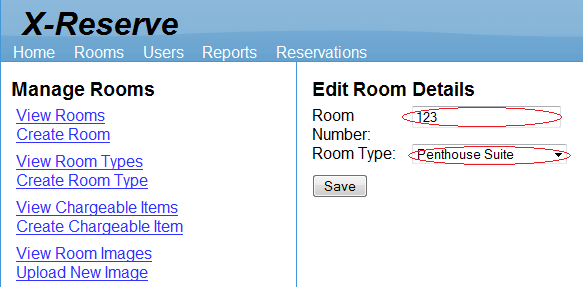 X-Reserve
Home Rooms Users Reports Reservations
Manage Rooms
View Rooms
Create Room
View Room Types
Create Room Type
View Chargeable Items
Create Chargeable Item
View Room Images
Upload New Image
Edit Room Details
Room Number: 123
Room Type: Penthouse Suite
Save